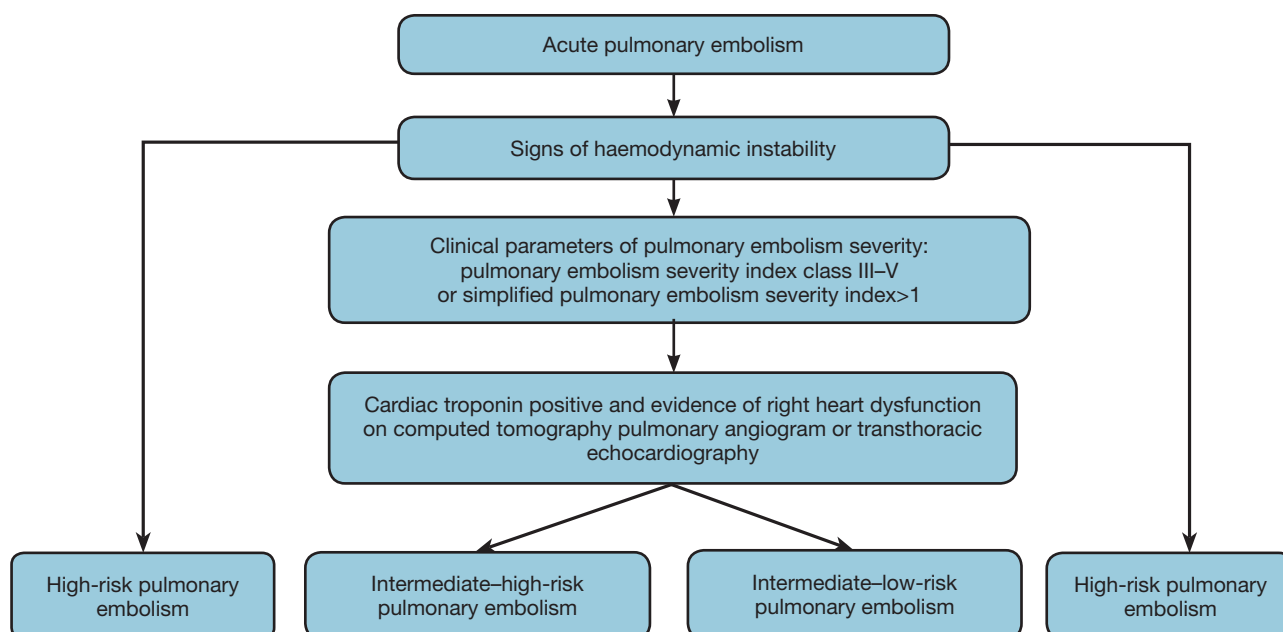 Acute pulmonary embolism
Signs of haemodynamic instability
Clinical parameters of pulmonary embolism severity:
pulmonary embolism severity index class III–V
or simplified pulmonary embolism severity index>1
Cardiac troponin positive and evidence of right heart dysfunction
on computed tomography pulmonary angiogram or transthoracic
echocardiography
High-risk pulmonary
embolism
Intermediate–high-risk
pulmonary embolism
Intermediate–low-risk
pulmonary embolism
High-risk pulmonary
embolism